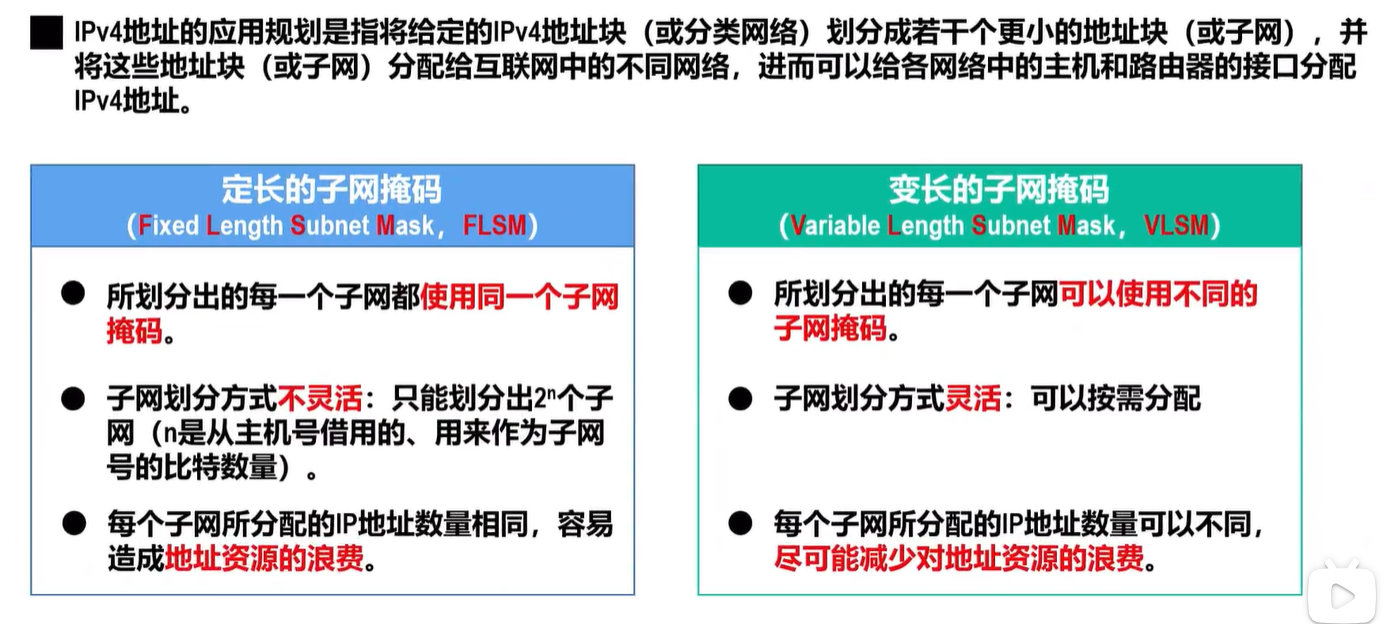 IPv4地址的应用规划是指将给定的IPv4地址块（或分类网络）划分成若干个更小的地址块（或子网），并
将这些地址块（或子网）分配给互联网中的不同网络，进而可以给各网络中的主机和路由器的接口分配
IPv4地址。
定长的子网掩码
（Fixed Length Subnet Mask，FLSM）
所划分出的每一个子网都使用同一个子网
掩码。
子网划分方式不灵活：只能划分出2ⁿ个子
网（n是从主机号借用的、用来作为子网
号的比特数量）。
每个子网所分配的IP地址数量相同，容易
造成地址资源的浪费。
变长的子网掩码
（Variable Length Subnet Mask，VLSM）
所划分出的每一个子网可以使用不同的
子网掩码。
子网划分方式灵活：可以按需分配
每个子网所分配的IP地址数量可以不同，
尽可能减少对地址资源的浪费。